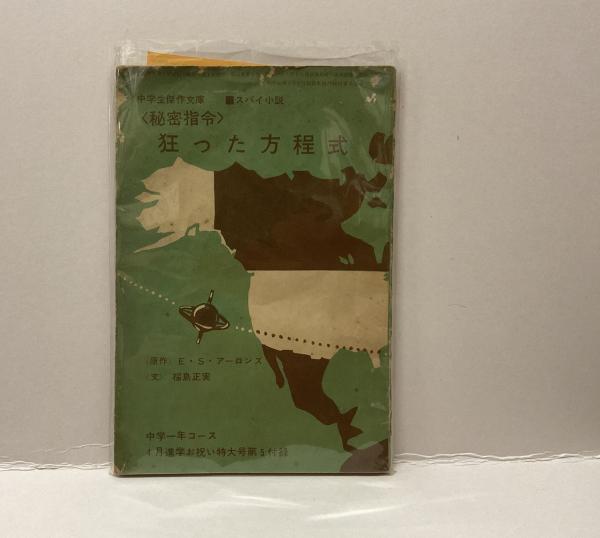 中学生傑作文庫 ■スパイ小説
〈秘密指令〉
狂った方程式
〈原作〉 E・S・アーロンズ
〈文〉 福島正実
中学一年コース
4月進学お祝い特大号第5付録